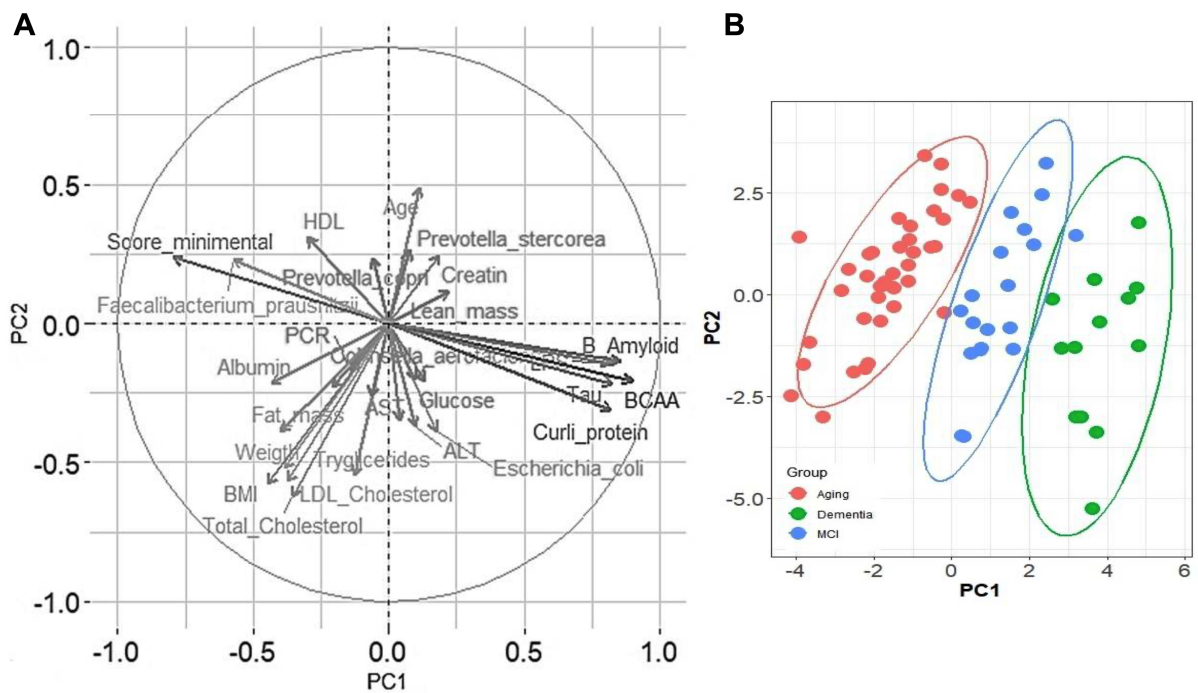 A
1.0
0.5
0.0
-0.5
-1.0
PC2
HDL
Age
Score_minimental
Prevotella_stercorea
Prevotella_copri
Creatin
Faecalibacterium_prausnitzii
Lean_mass
PCR
B_Amyloid
Albumin
Tau
BCAA
Fat_mass
AST
Glucose
Curli_protein
Weigth
Tryglicerides
ALT
Escherichia_coli
BMI
LDL_Cholesterol
Total_Cholesterol
-1.0
-0.5
0.0
0.5
1.0
PC1
B
2.5
0.0
-2.5
-5.0
PC2
Group
Aging
Dementia
MCI
-4
-2
0
2
4
6
PC1